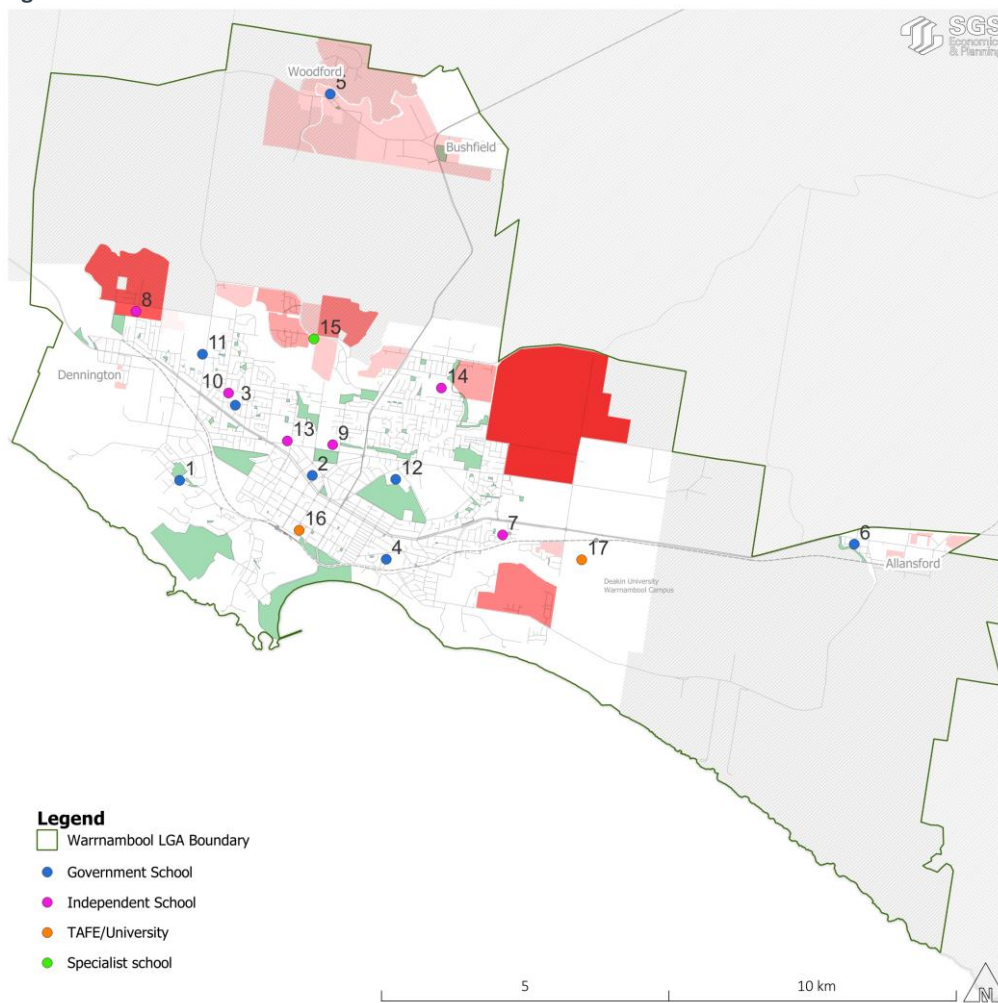 SGS
Economics
& Planning
Woodford
5
Bushfield
8
15
11
14
Dennington
10
3
13
9
1
2
12
16
7
6
4
17
Allansford
Deakin University
Warrnambool Campus
Legend
Warrnambool LGA Boundary
Government School
Independent School
TAFE/University
Specialist school
5
10 km
N